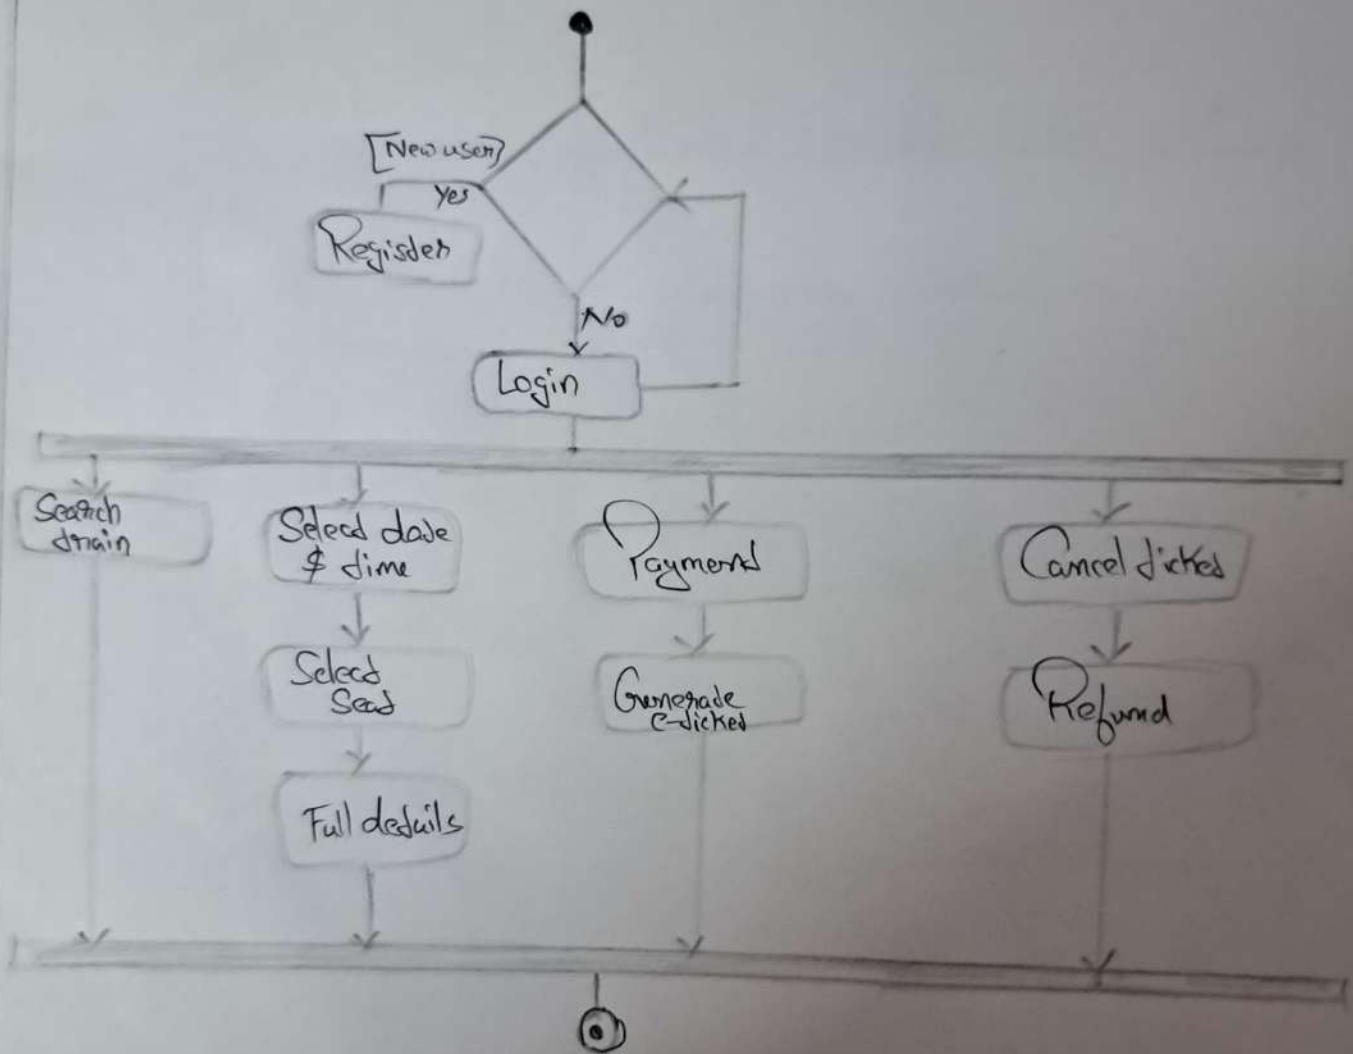 [New user]
Yes
Register
No
Login
Search
train
Select date
& time
Payment
Cancel ticket
Select
Seat
Generate
e-ticket
Refund
Full details